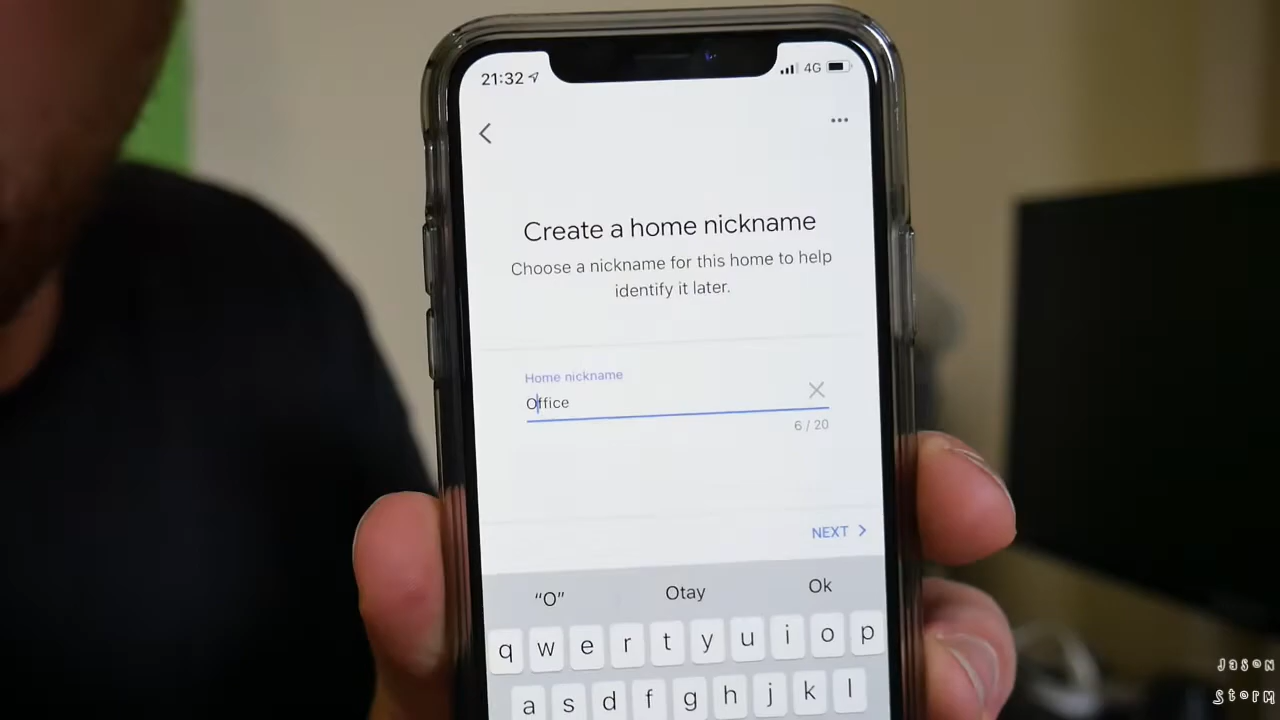 21:32 4G
Create a home nickname
Choose a nickname for this home to help
identify it later.
Home nickname
Office
6 / 20
NEXT
“O” Otay Ok
q w e r t y u i o p
a s d f g h j k l
Jason
Storm